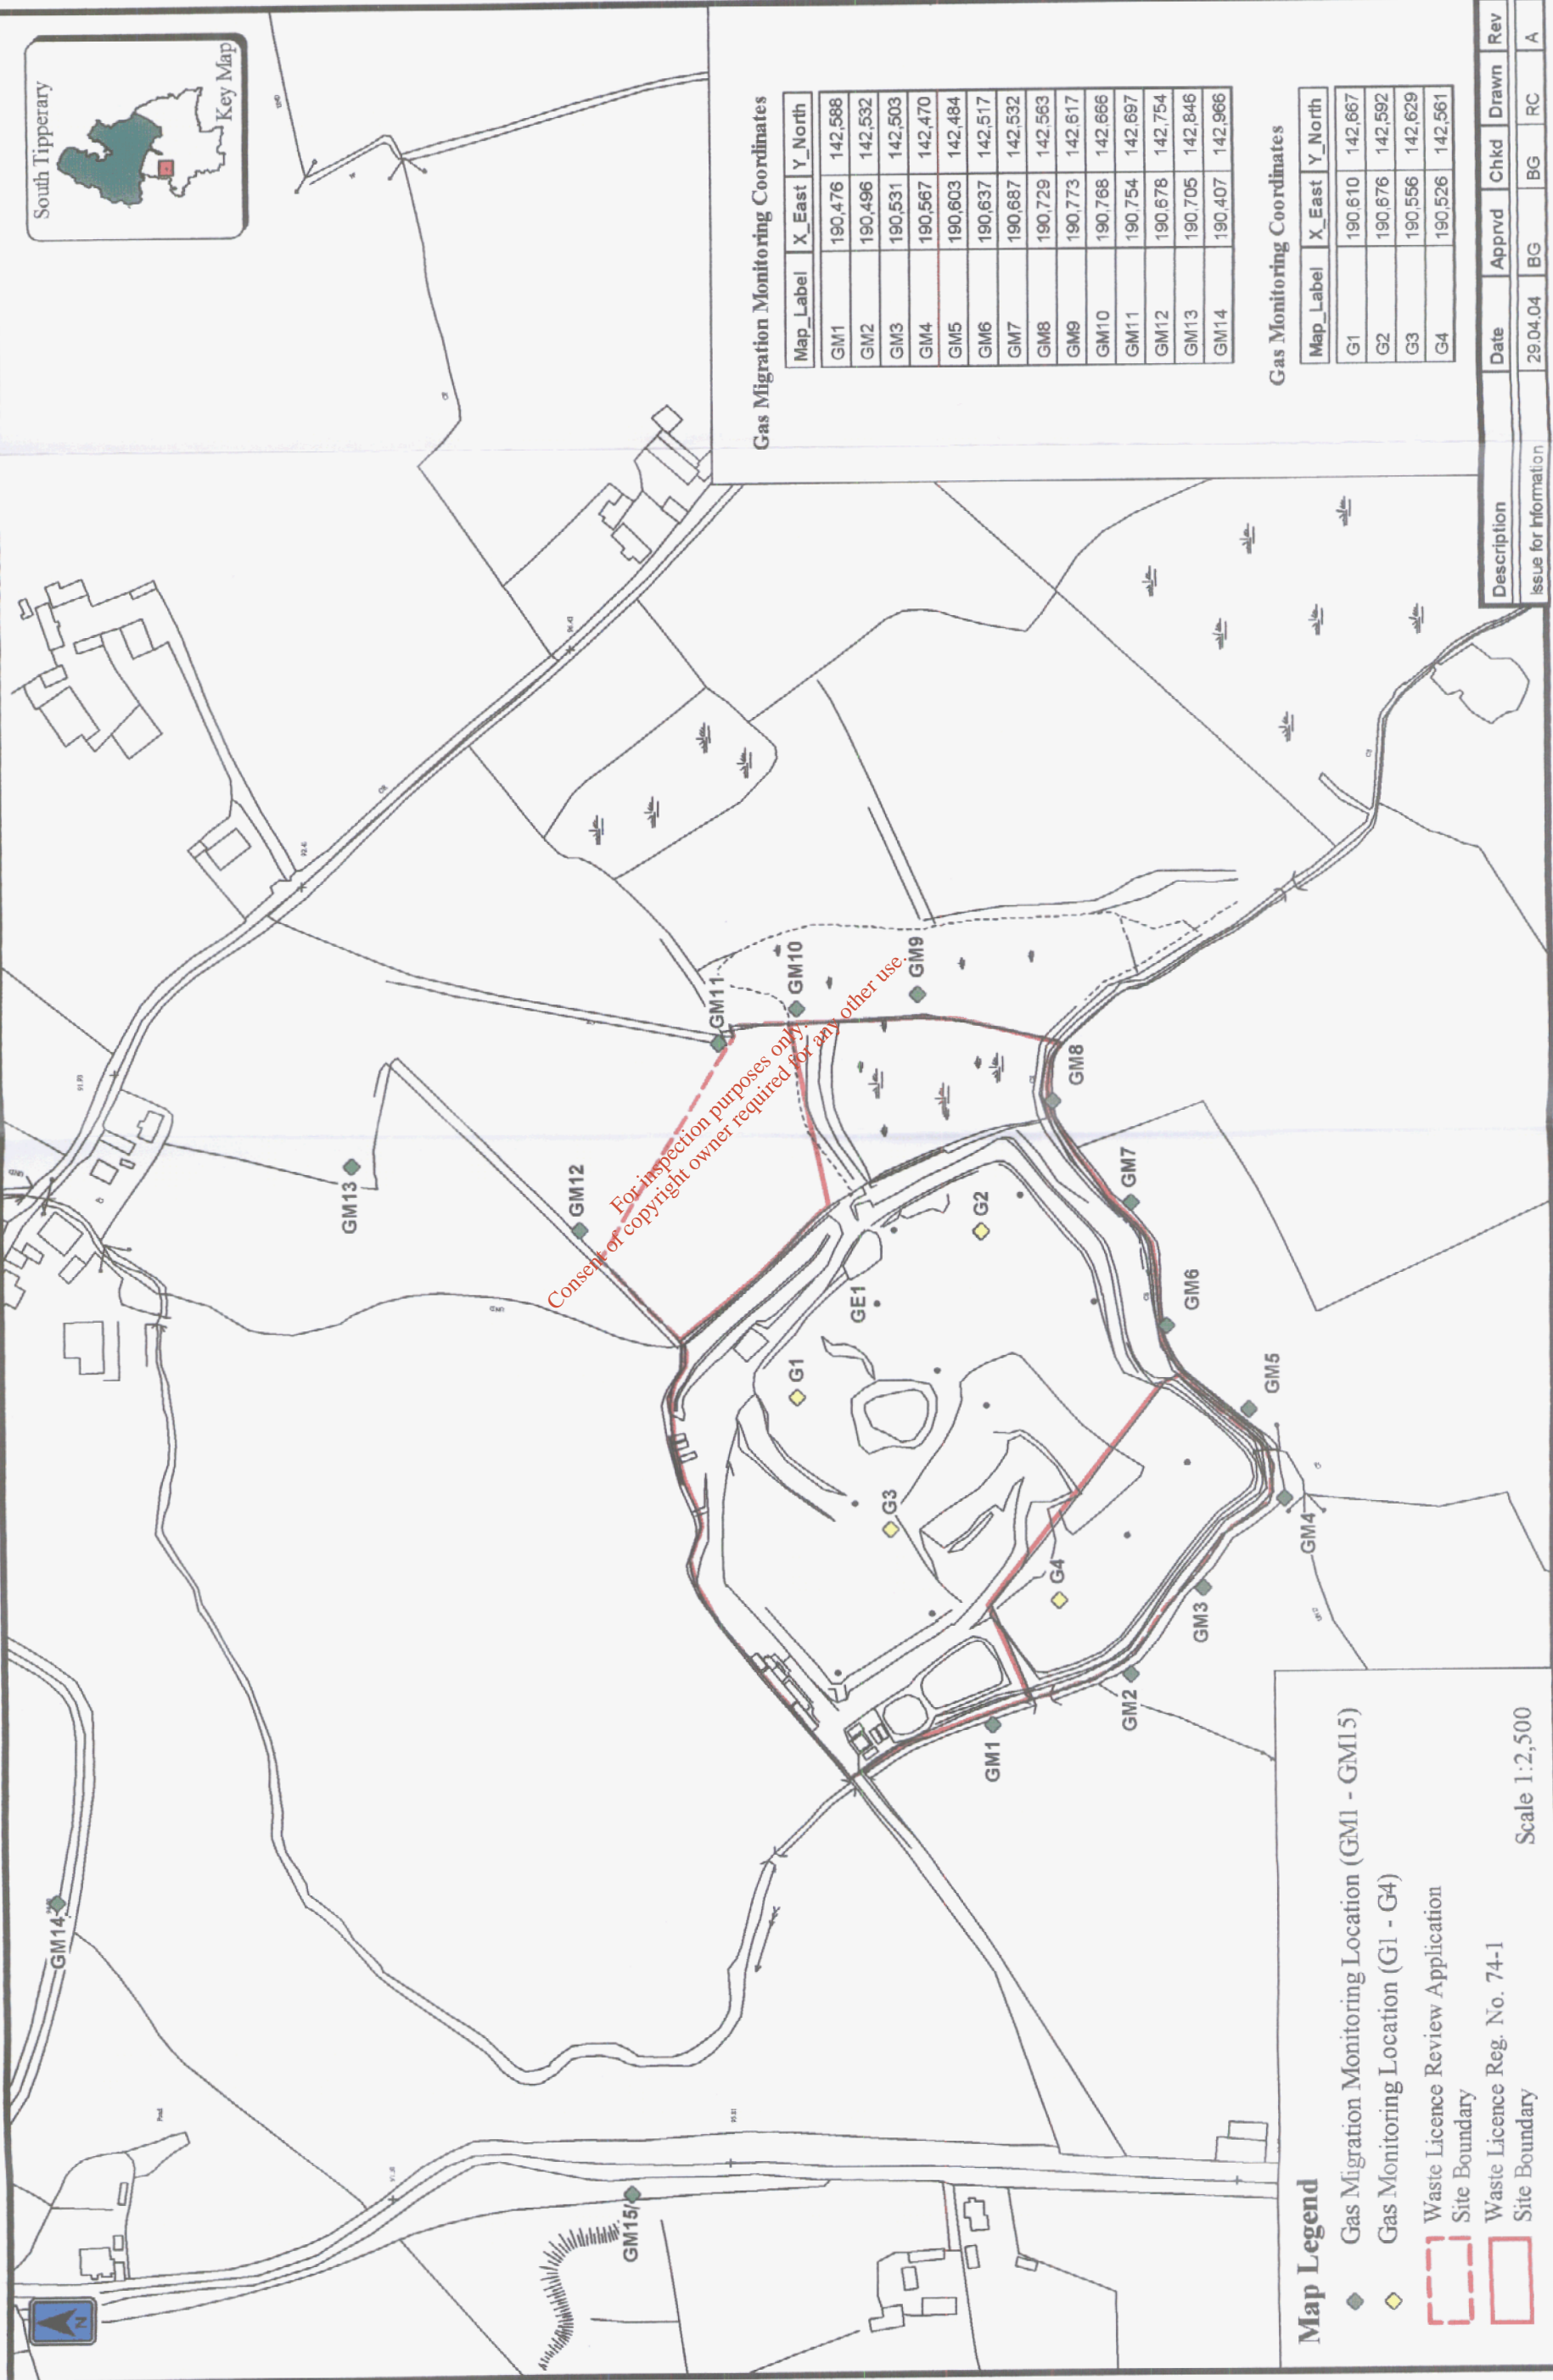 South Tipperary
Key Map
Gas Migration Monitoring Coordinates
Map_Label X_East Y_North
GM1 190,476 142,588
GM2 190,496 142,532
GM3 190,531 142,503
GM4 190,567 142,470
GM5 190,603 142,484
GM6 190,637 142,517
GM7 190,687 142,532
GM8 190,729 142,563
GM9 190,773 142,617
GM10 190,768 142,666
GM11 190,754 142,697
GM12 190,678 142,754
GM13 190,705 142,846
GM14 190,407 142,966
Gas Monitoring Coordinates
Map_Label X_East Y_North
G1 190,610 142,667
G2 190,676 142,592
G3 190,556 142,629
G4 190,526 142,561
Description Date Apprvd Chkd Drawn Rev
Issue for Information 29.04.04 BG BG RC A
GM14
GM13
GM12
GM11
GM10
GM9
GM8
GM7
GM6
GM5
GM4
GM3
GM2
GM1
GM15
G1
G2
G3
G4
GE1
For inspection purposes only.
Consent of copyright owner required for any other use.
N
Map Legend
Gas Migration Monitoring Location (GM1 - GM15)
Gas Monitoring Location (G1 - G4)
Waste Licence Review Application
Site Boundary
Waste Licence Reg. No. 74-1
Site Boundary
Scale 1:2,500